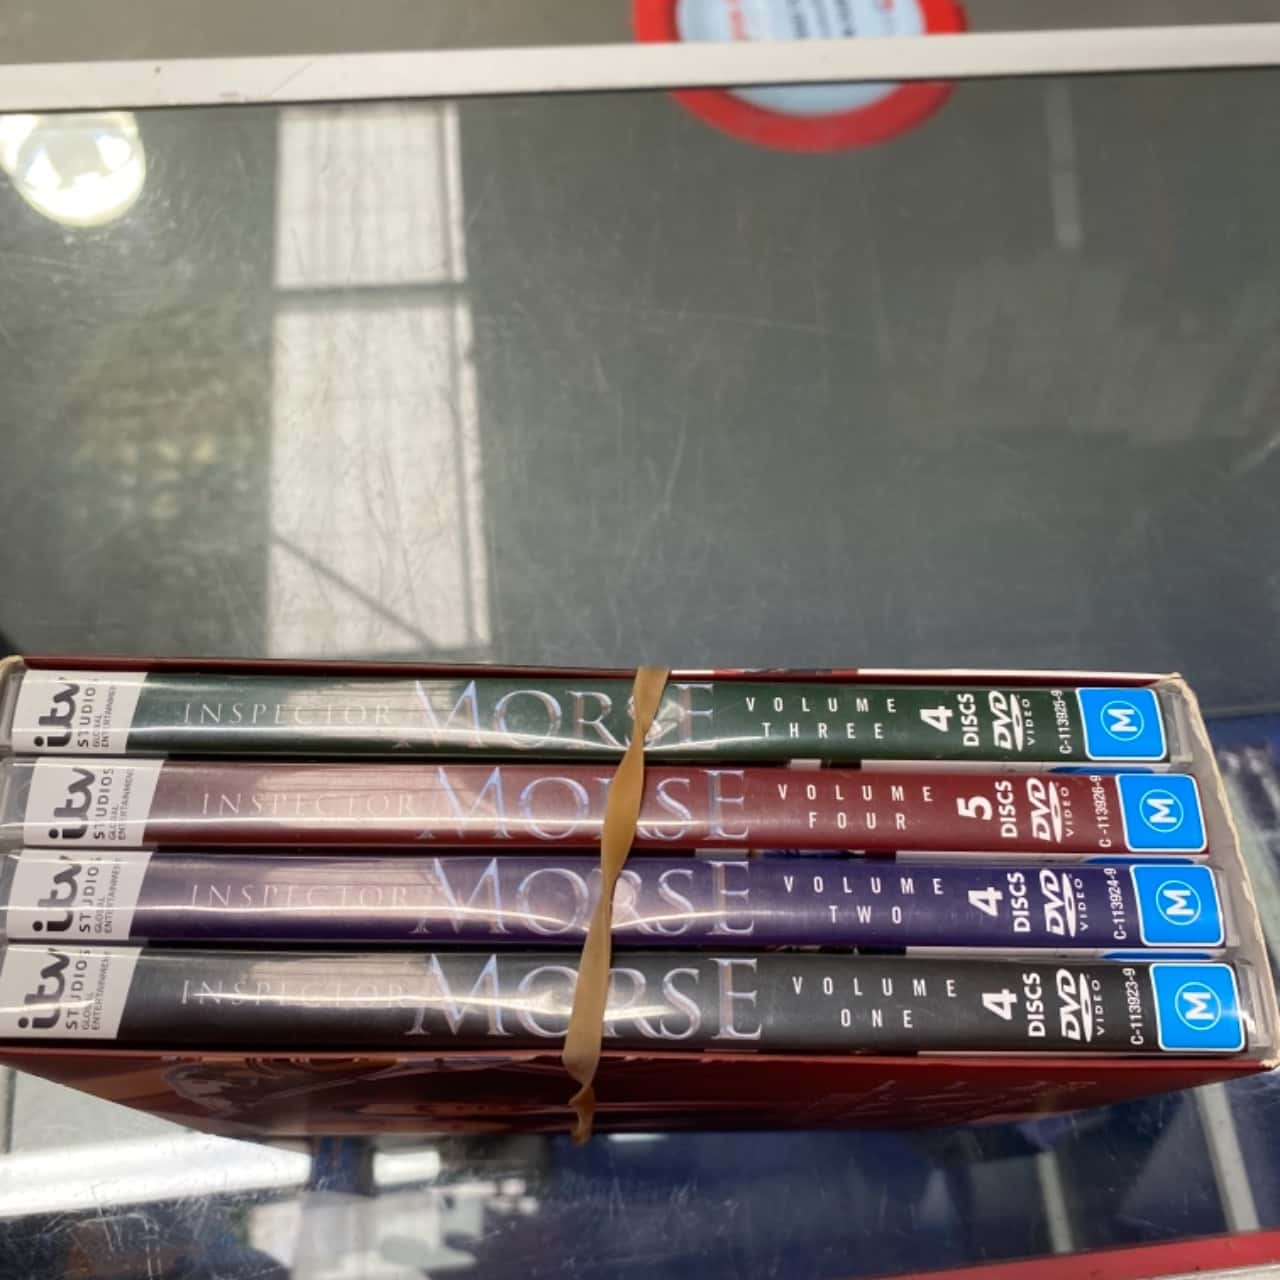 itv
STUDIOS
GLOBAL
ENTERTAINMENT
INSPECTOR MORSE
VOLUME
THREE
4
DISCS
DVD
VIDEO
C-113925-9
M
itv
STUDIOS
GLOBAL
ENTERTAINMENT
INSPECTOR MORSE
VOLUME
FOUR
5
DISCS
DVD
VIDEO
C-113926-9
M
itv
STUDIOS
GLOBAL
ENTERTAINMENT
INSPECTOR MORSE
VOLUME
TWO
4
DISCS
DVD
VIDEO
C-113924-9
M
itv
STUDIOS
GLOBAL
ENTERTAINMENT
INSPECTOR MORSE
VOLUME
ONE
4
DISCS
DVD
VIDEO
C-113923-9
M